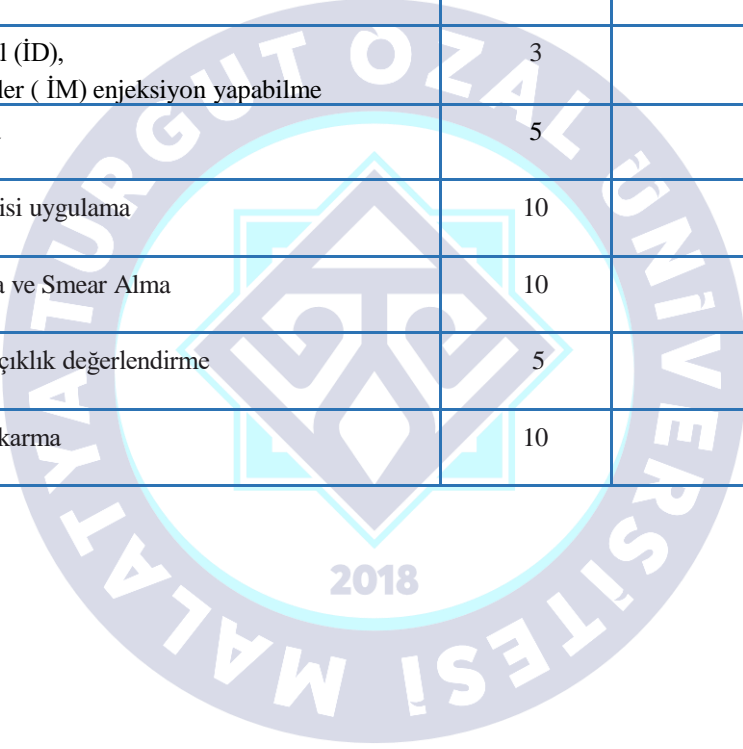 l (İD),
3
ler ( İM) enjeksiyon yapabilme
5
isi uygulama
10
a ve Smear Alma
10
çıklık değerlendirme
5
karma
10
MALATYA TURGUT ÖZAL ÜNİVERSİTESİ
2018